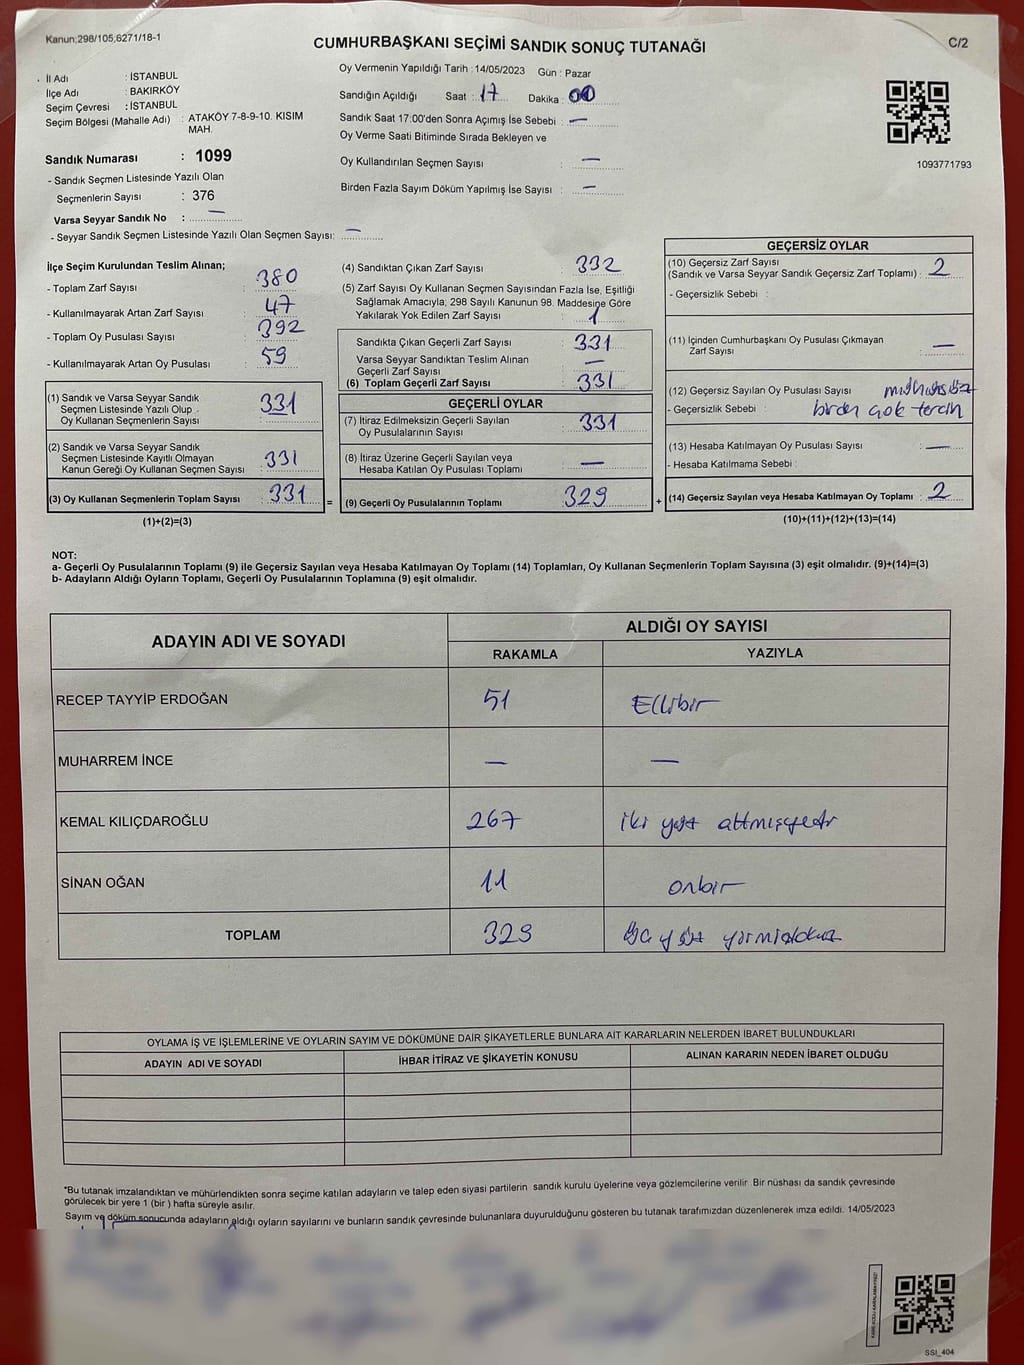 Kanun;298/105,6271/18-1
CUMHURBAŞKANI SEÇİMİ SANDIK SONUÇ TUTANAĞI
C/2
İl Adı : İSTANBUL
İlçe Adı : BAKIRKÖY
Seçim Çevresi : İSTANBUL
Seçim Bölgesi (Mahalle Adı) : ATAKÖY 7-8-9-10. KISIM
MAH.
Sandık Numarası : 1099
- Sandık Seçmen Listesinde Yazılı Olan
Seçmenlerin Sayısı : 376
Varsa Seyyar Sandık No : —
- Seyyar Sandık Seçmen Listesinde Yazılı Olan Seçmen Sayısı: —
Oy Vermenin Yapıldığı Tarih : 14/05/2023 Gün : Pazar
Sandığın Açıldığı Saat : 17 Dakika : 00
Sandık Saat 17:00'den Sonra Açımış İse Sebebi : —
Oy Verme Saati Bitiminde Sırada Bekleyen ve
Oy Kullandırılan Seçmen Sayısı : —
Birden Fazla Sayım Döküm Yapılmış İse Sayısı : —
1093771793
İlçe Seçim Kurulundan Teslim Alınan;
- Toplam Zarf Sayısı : 380
- Kullanılmayarak Artan Zarf Sayısı : 47
- Toplam Oy Pusulası Sayısı : 392
- Kullanılmayarak Artan Oy Pusulası : 59
(1) Sandık ve Varsa Seyyar Sandık
Seçmen Listesinde Yazılı Olup
Oy Kullanan Seçmenlerin Sayısı : 331
(2) Sandık ve Varsa Seyyar Sandık
Seçmen Listesinde Kayıtlı Olmayan
Kanun Gereği Oy Kullanan Seçmen Sayısı : 331
(3) Oy Kullanan Seçmenlerin Toplam Sayısı : 331 =
(1)+(2)=(3)
(4) Sandıktan Çıkan Zarf Sayısı : 332
(5) Zarf Sayısı Oy Kullanan Seçmen Sayısından Fazla İse, Eşitliği
Sağlamak Amacıyla, 298 Sayılı Kanunun 98. Maddesine Göre
Yakılarak Yok Edilen Zarf Sayısı : 1
Sandıkta Çıkan Geçerli Zarf Sayısı : 331
Varsa Seyyar Sandıktan Teslim Alınan
Geçerli Zarf Sayısı : —
(6) Toplam Geçerli Zarf Sayısı : 331
GEÇERLİ OYLAR
(7) İtiraz Edilmeksizin Geçerli Sayılan
Oy Pusulalarının Sayısı : 331
(8) İtiraz Üzerine Geçerli Sayılan veya
Hesaba Katılan Oy Pusulası Toplamı : —
(9) Geçerli Oy Pusulalarının Toplamı : 329 +
GEÇERSİZ OYLAR
(10) Geçersiz Zarf Sayısı
(Sandık ve Varsa Seyyar Sandık Geçersiz Zarf Toplamı) : 2
- Geçersizlik Sebebi :
(11) İçinden Cumhurbaşkanı Oy Pusulası Çıkmayan
Zarf Sayısı : —
(12) Geçersiz Sayılan Oy Pusulası Sayısı
- Geçersizlik Sebebi : birden çok tercih
(13) Hesaba Katılmayan Oy Pusulası Sayısı : —
- Hesaba Katılmama Sebebi :
(14) Geçersiz Sayılan veya Hesaba Katılmayan Oy Toplamı : 2
(10)+(11)+(12)+(13)=(14)
NOT:
a- Geçerli Oy Pusulalarının Toplamı (9) ile Geçersiz Sayılan veya Hesaba Katılmayan Oy Toplamı (14) Toplamları, Oy Kullanan Seçmenlerin Toplam Sayısına (3) eşit olmalıdır. (9)+(14)=(3)
b- Adayların Aldığı Oyların Toplamı, Geçerli Oy Pusulalarının Toplamına (9) eşit olmalıdır.
ADAYIN ADI VE SOYADI
ALDIĞI OY SAYISI
RAKAMLA YAZIYLA
RECEP TAYYİP ERDOĞAN 51 Ellibir
MUHARREM İNCE — —
KEMAL KILIÇDAROĞLU 267 iki yüz altmışyedi
SİNAN OĞAN 11 onbir
TOPLAM 329 üç yüz yirmidokuz
OYLAMA İŞ VE İŞLEMLERİNE VE OYLARIN SAYIM VE DÖKÜMÜNE DAİR ŞİKAYETLERLE BUNLARA AİT KARARLARIN NELERDEN İBARET BULUNDUKLARI
ADAYIN ADI VE SOYADI İHBAR İTİRAZ VE ŞİKAYETİN KONUSU ALINAN KARARIN NEDEN İBARET OLDUĞU
*Bu tutanak imzalandıktan ve mühürlendikten sonra seçime katılan adayların ve talep eden siyasi partilerin sandık kurulu üyelerine veya gözlemcilerine verilir. Bir nüshası da sandık çevresinde
görülecek bir yere 1 (bir ) hafta süreyle asılır.
Sayım ve döküm sonucunda adayların aldığı oyların sayılarını ve bunların sandık çevresinde bulunanlara duyurulduğunu gösteren bu tutanak tarafımızdan düzenlenerek imza edildi. 14/05/2023
SSI_404